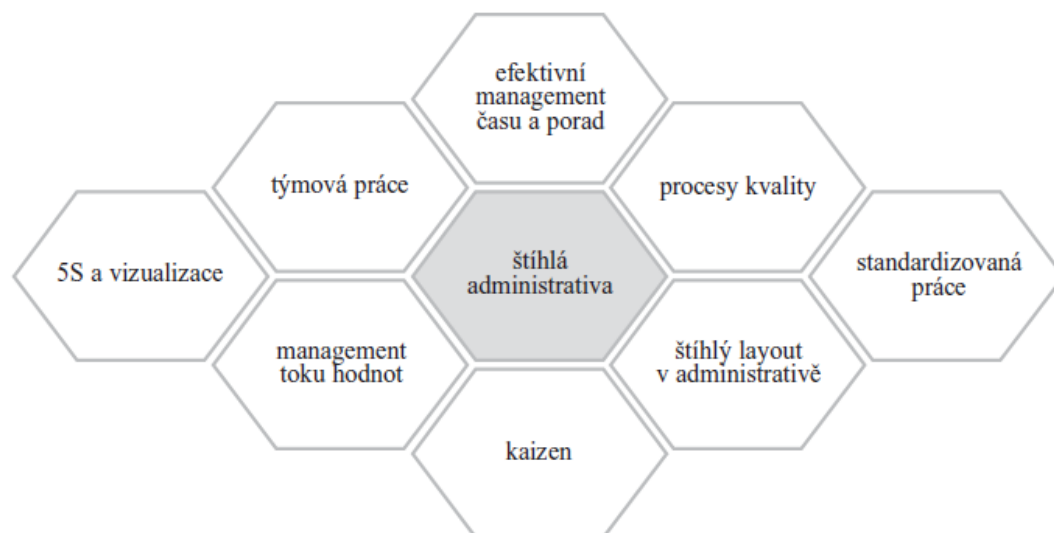 efektivní
management
času a porad
týmová práce
procesy kvality
5S a vizualizace
štíhlá
administrativa
standardizovaná
práce
management
toku hodnot
štíhlý layout
v administrativě
kaizen